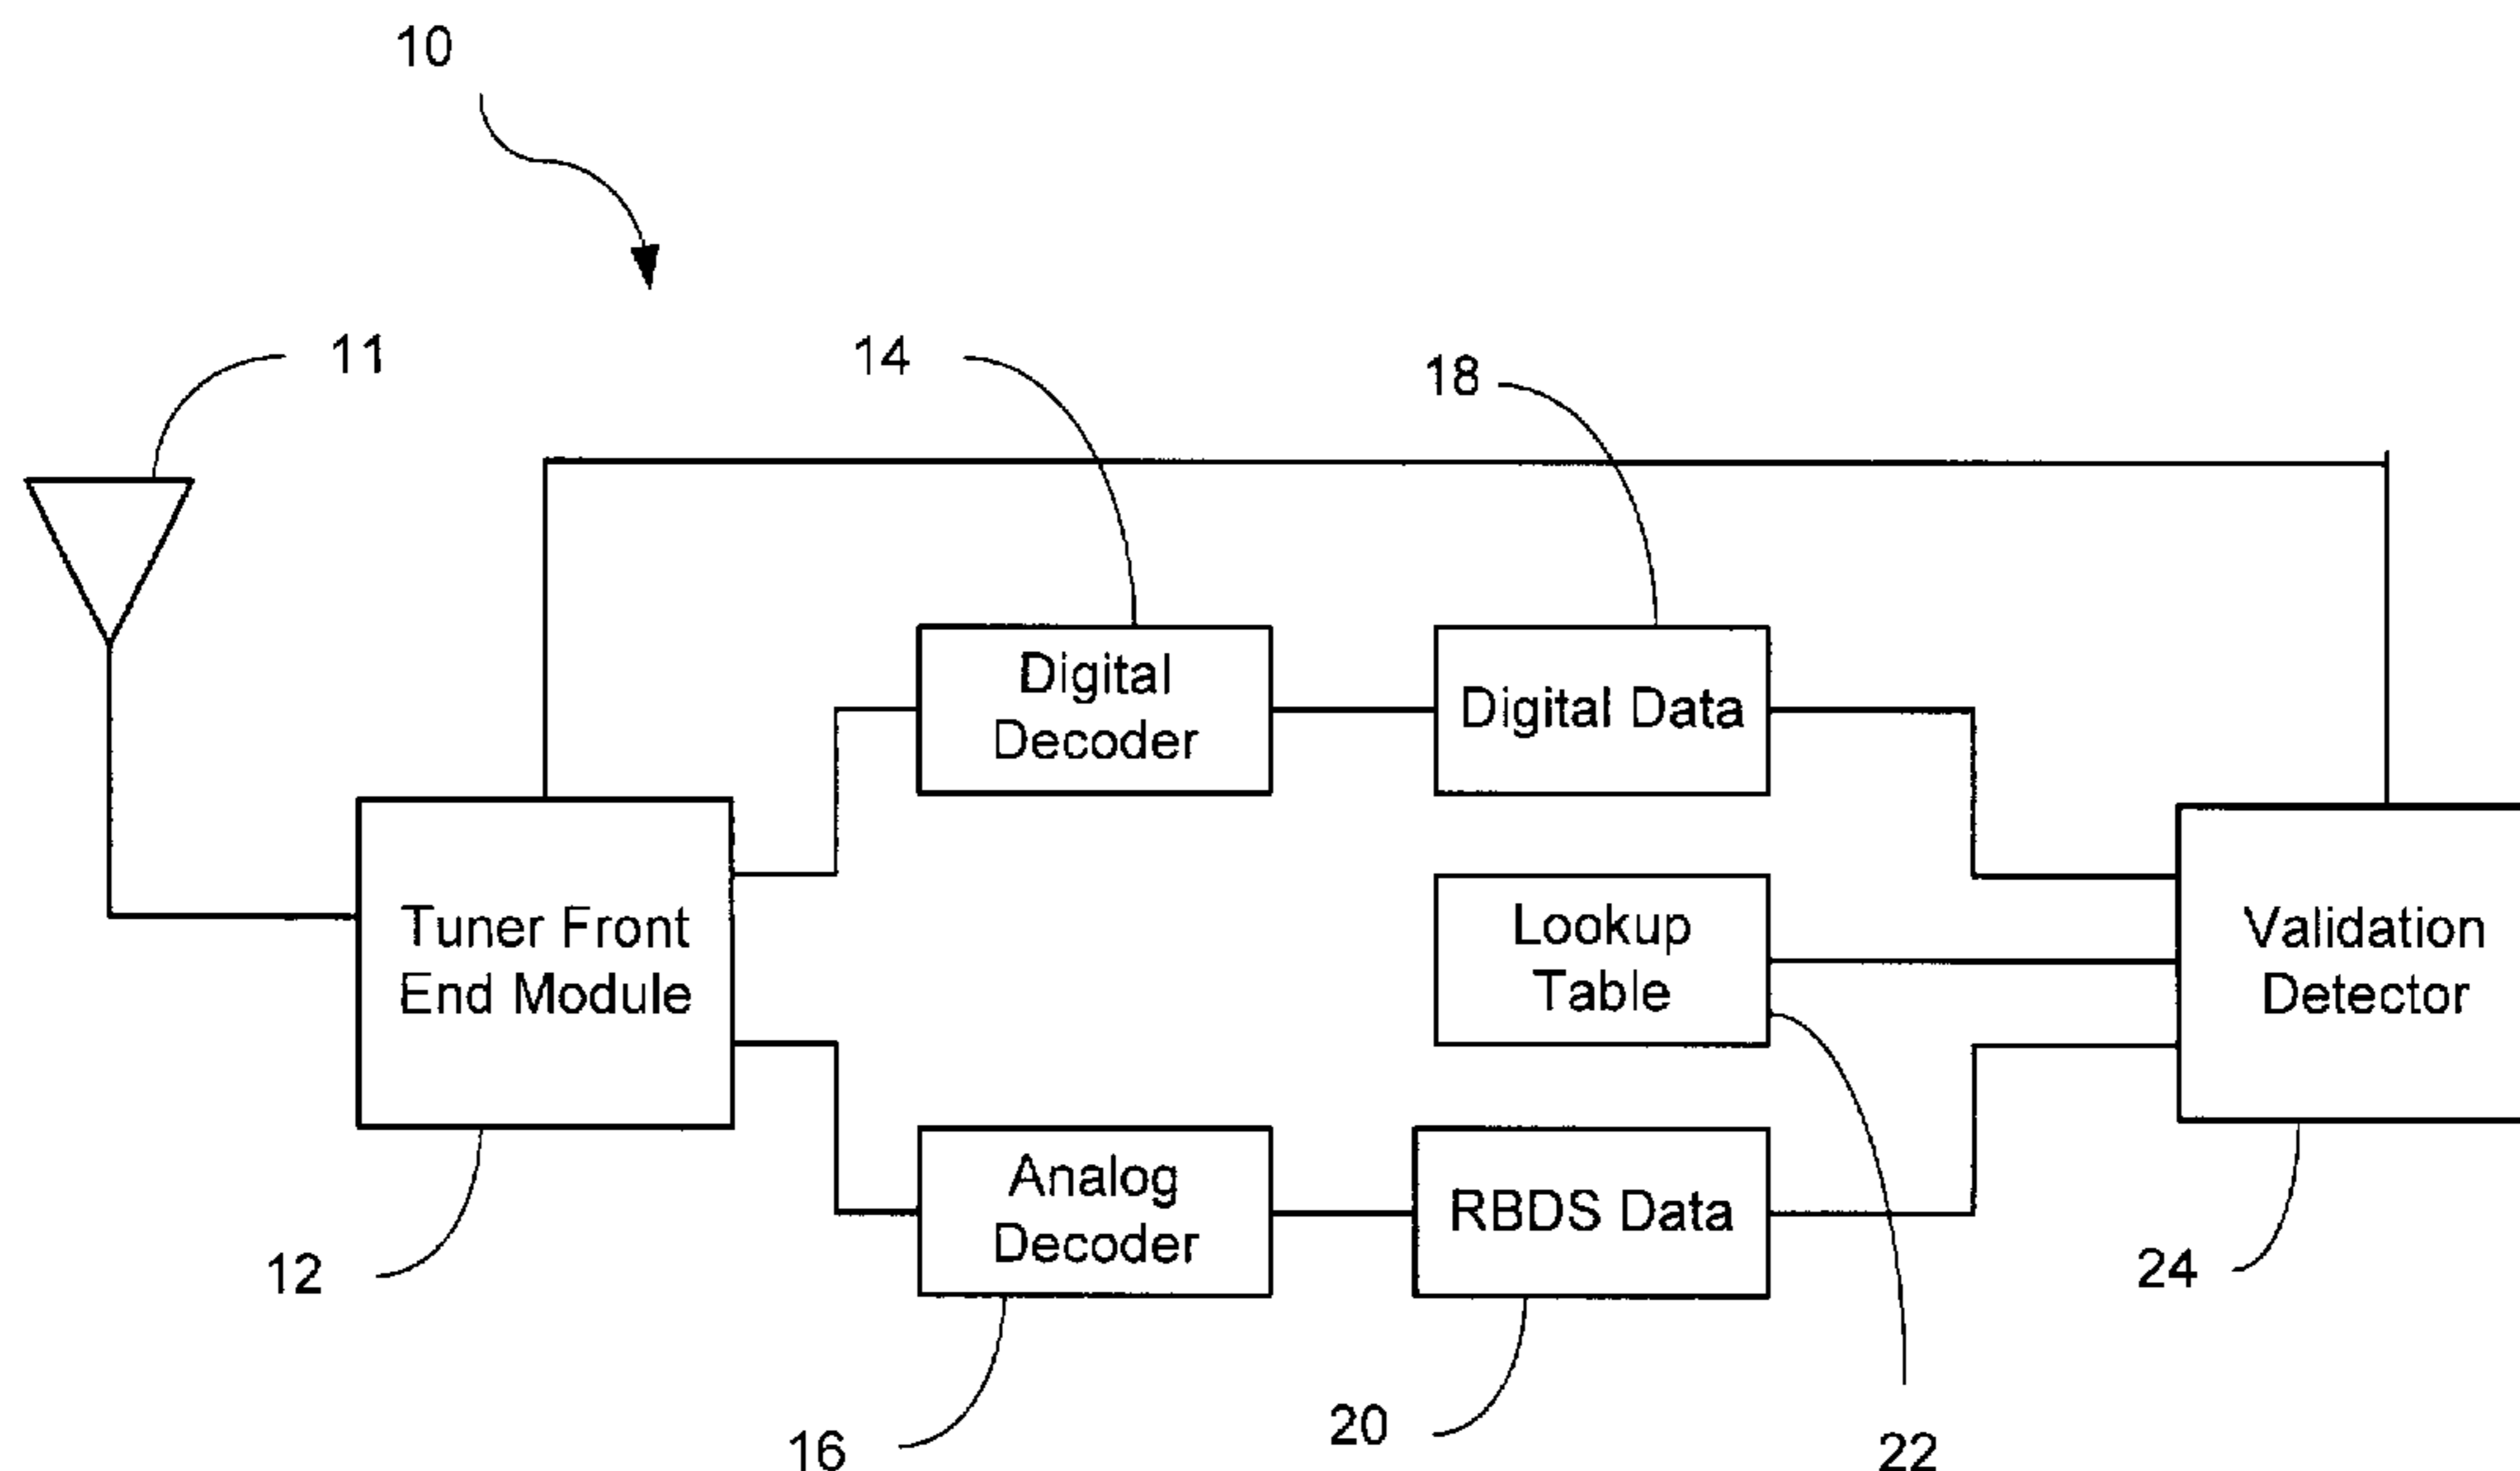 10
11
14
18
Digital
Decoder
Digital Data
Tuner Front
End Module
Lookup
Table
Validation
Detector
Analog
Decoder
RBDS Data
12
24
16
20
22